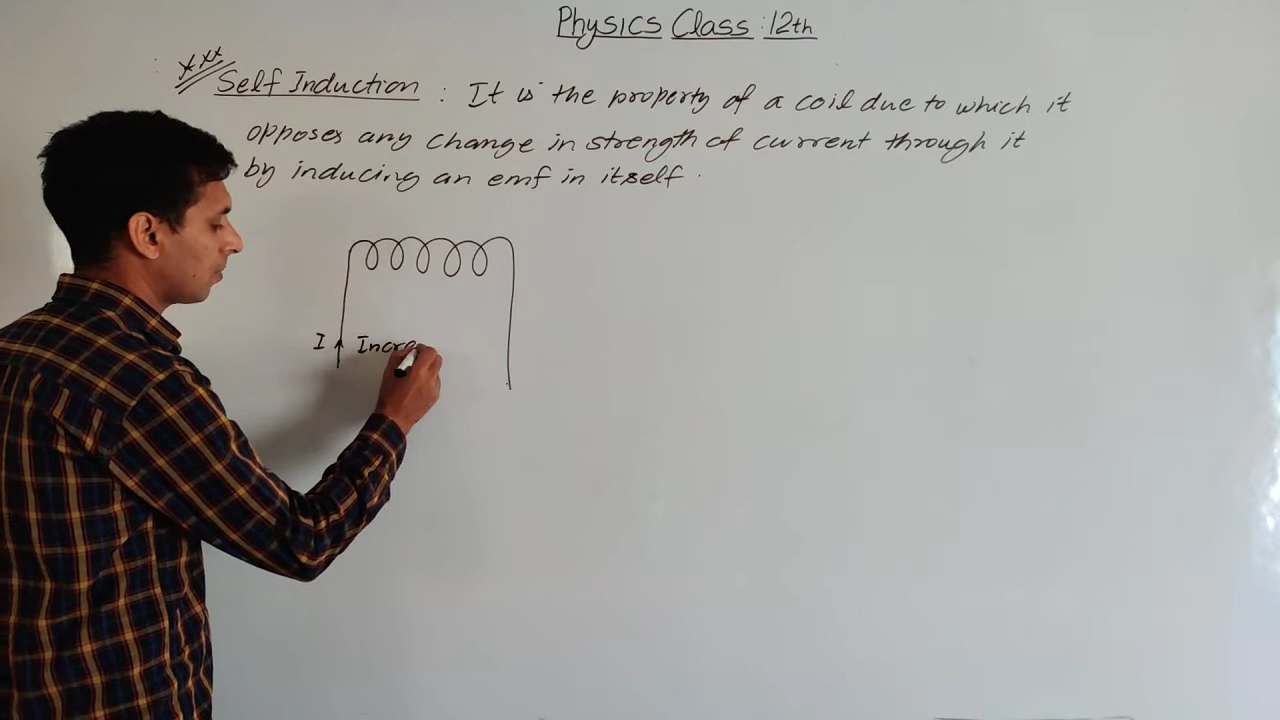 Physics Class : 12th
Self Induction : It is the property of a coil due to which it
opposes any change in strength of current through it
by inducing an emf in itself.
I Incre